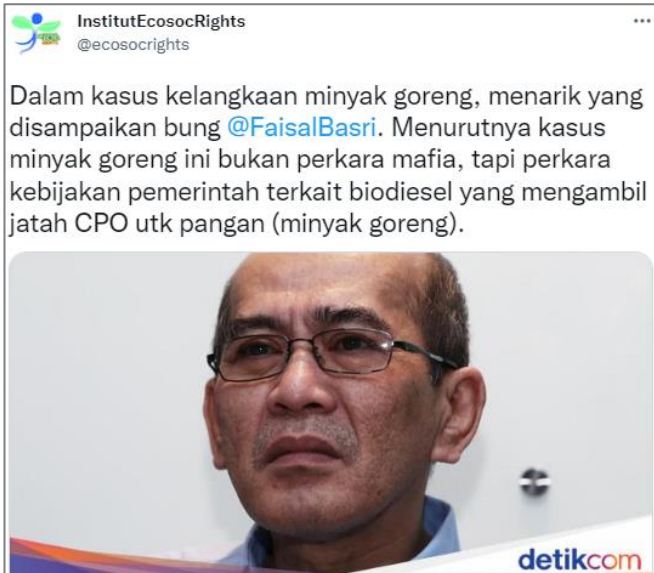 InstitutEcosocRights
@ecosocrights
Dalam kasus kelangkaan minyak goreng, menarik yang
disampaikan bung @FaisalBasri. Menurutnya kasus
minyak goreng ini bukan perkara mafia, tapi perkara
kebijakan pemerintah terkait biodiesel yang mengambil
jatah CPO utk pangan (minyak goreng).
detikcom